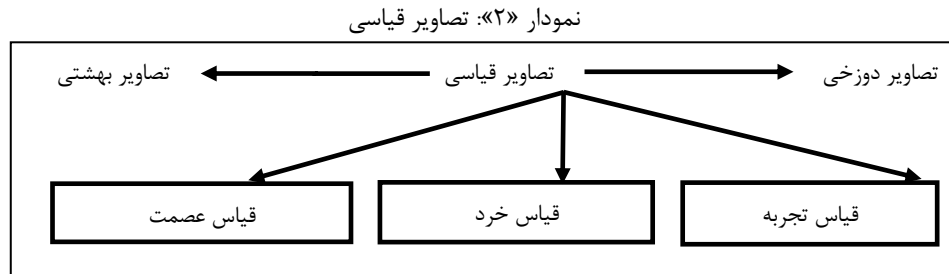 نمودار «۲»: تصاویر قیاسی
تصاویر دوزخی تصاویر قیاسی تصاویر بهشتی
قیاس تجربه قیاس خرد قیاس عصمت